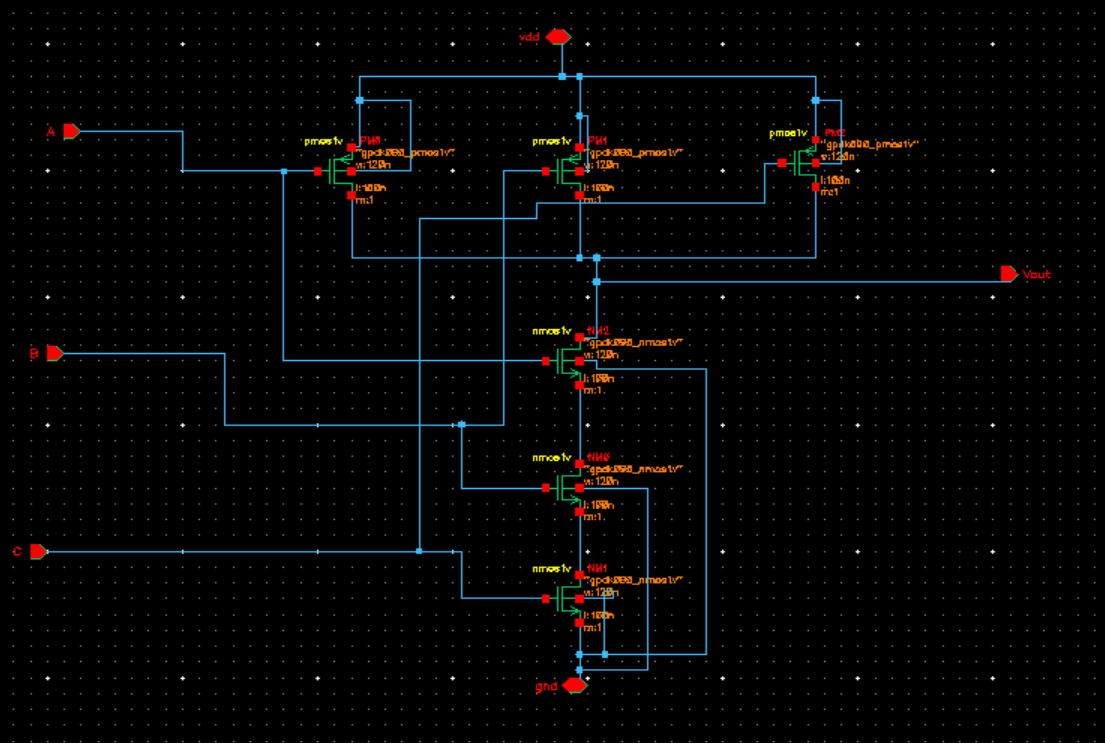 vdd
A
pmos1v PM0
"gpdk090_pmos1v"
w:120n
l:100n
m:1
pmos1v PM1
"gpdk090_pmos1v"
w:120n
l:100n
m:1
pmos1v PM2
"gpdk090_pmos1v"
w:120n
l:100n
m:1
Vout
nmos1v NM2
"gpdk090_nmos1v"
w:120n
l:100n
m:1
B
nmos1v NM0
"gpdk090_nmos1v"
w:120n
l:100n
m:1
C
nmos1v NM1
"gpdk090_nmos1v"
w:120n
l:100n
m:1
gnd